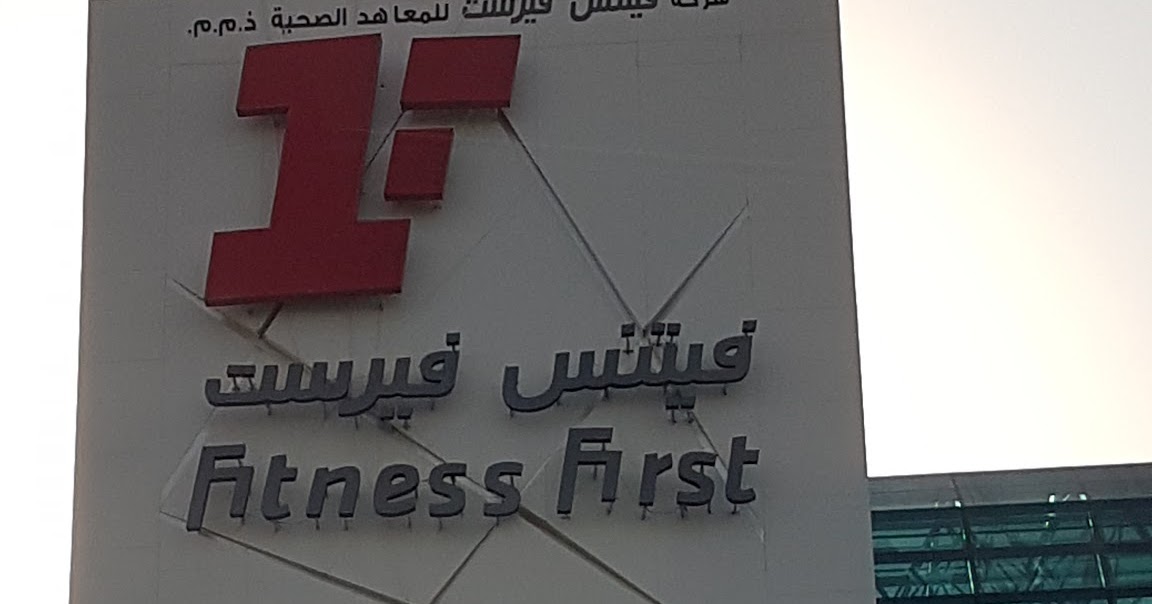 شركة فيتنس فيرست للمعاهد الصحية ذ.م.م.
فيتنس فيرست
Fitness First